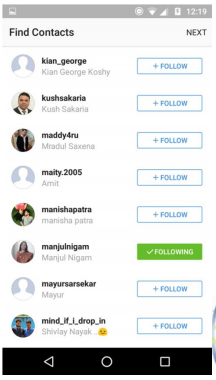 12:19
Find Contacts NEXT
kian_george
Kian George Koshy
+ FOLLOW
kushsakaria
Kush Sakaria
+ FOLLOW
maddy4ru
Mradul Saxena
+ FOLLOW
maity.2005
Amit
+ FOLLOW
manishapatra
manisha patra
+ FOLLOW
manjulnigam
Manjul Nigam
✓ FOLLOWING
mayursarsekar
Mayur
+ FOLLOW
mind_if_i_drop_in
Shivlay Nayak ..😊
+ FOLLOW